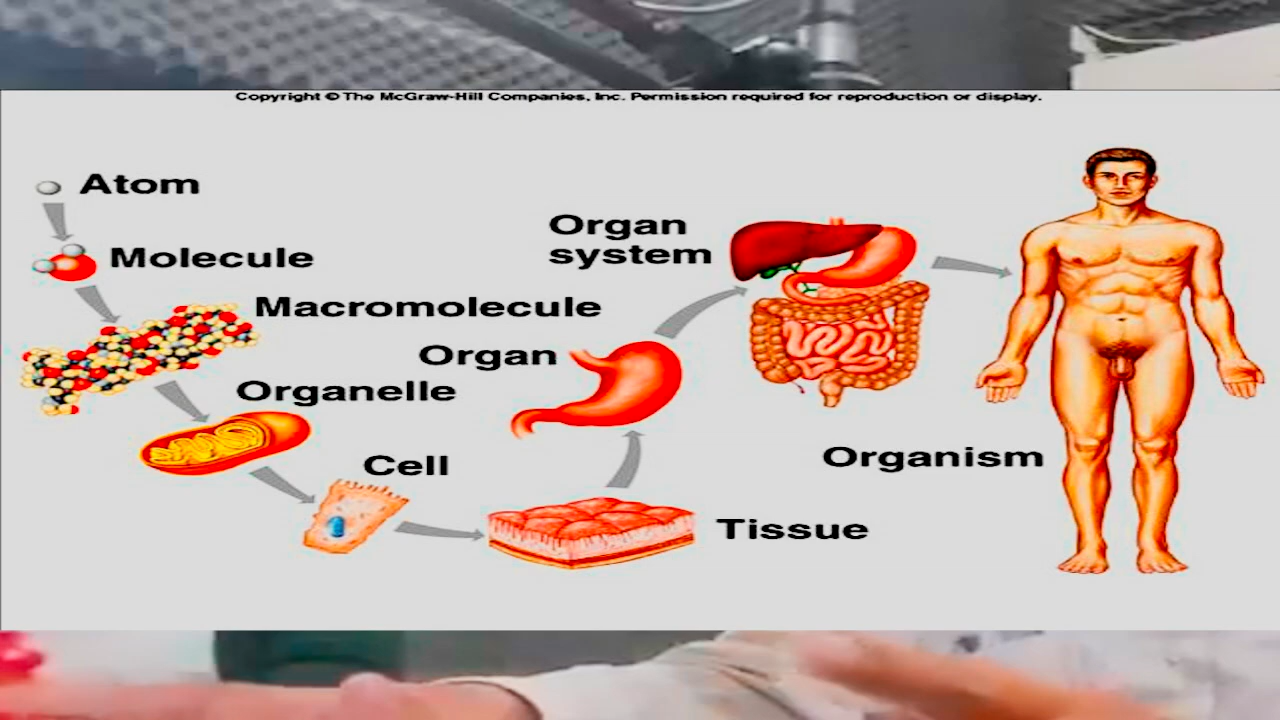 Copyright © The McGraw-Hill Companies, Inc. Permission required for reproduction or display.
Atom
Molecule
Macromolecule
Organelle
Cell
Tissue
Organ
Organ
system
Organism